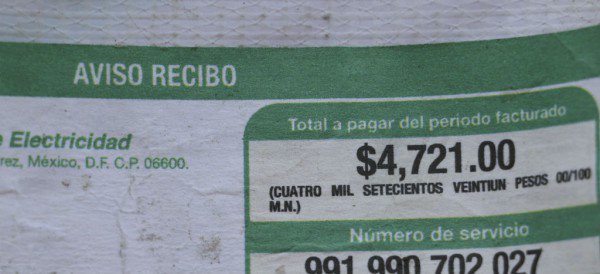 AVISO RECIBO
Total a pagar del periodo facturado
Electricidad
$4,721.00
rez, México, D.F. C.P. 06600.
(CUATRO MIL SETECIENTOS VEINTIUN PESOS 00/100
M.N.)
Número de servicio
991 990 702 027